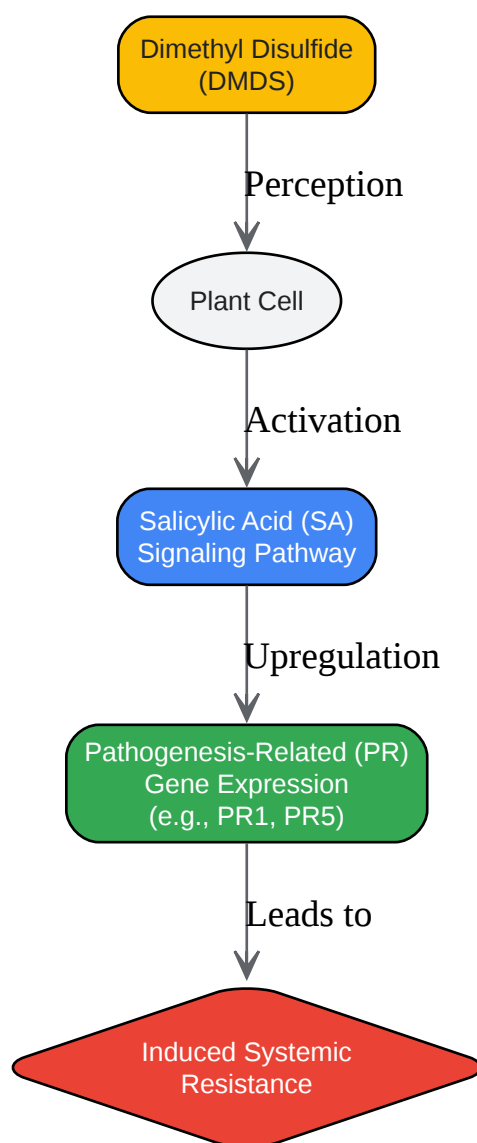 Dimethyl Disulfide
(DMDS)
Perception
Plant Cell
Activation
Salicylic Acid (SA)
Signaling Pathway
Upregulation
Pathogenesis-Related (PR)
Gene Expression
(e.g., PR1, PR5)
Leads to
Induced Systemic
Resistance